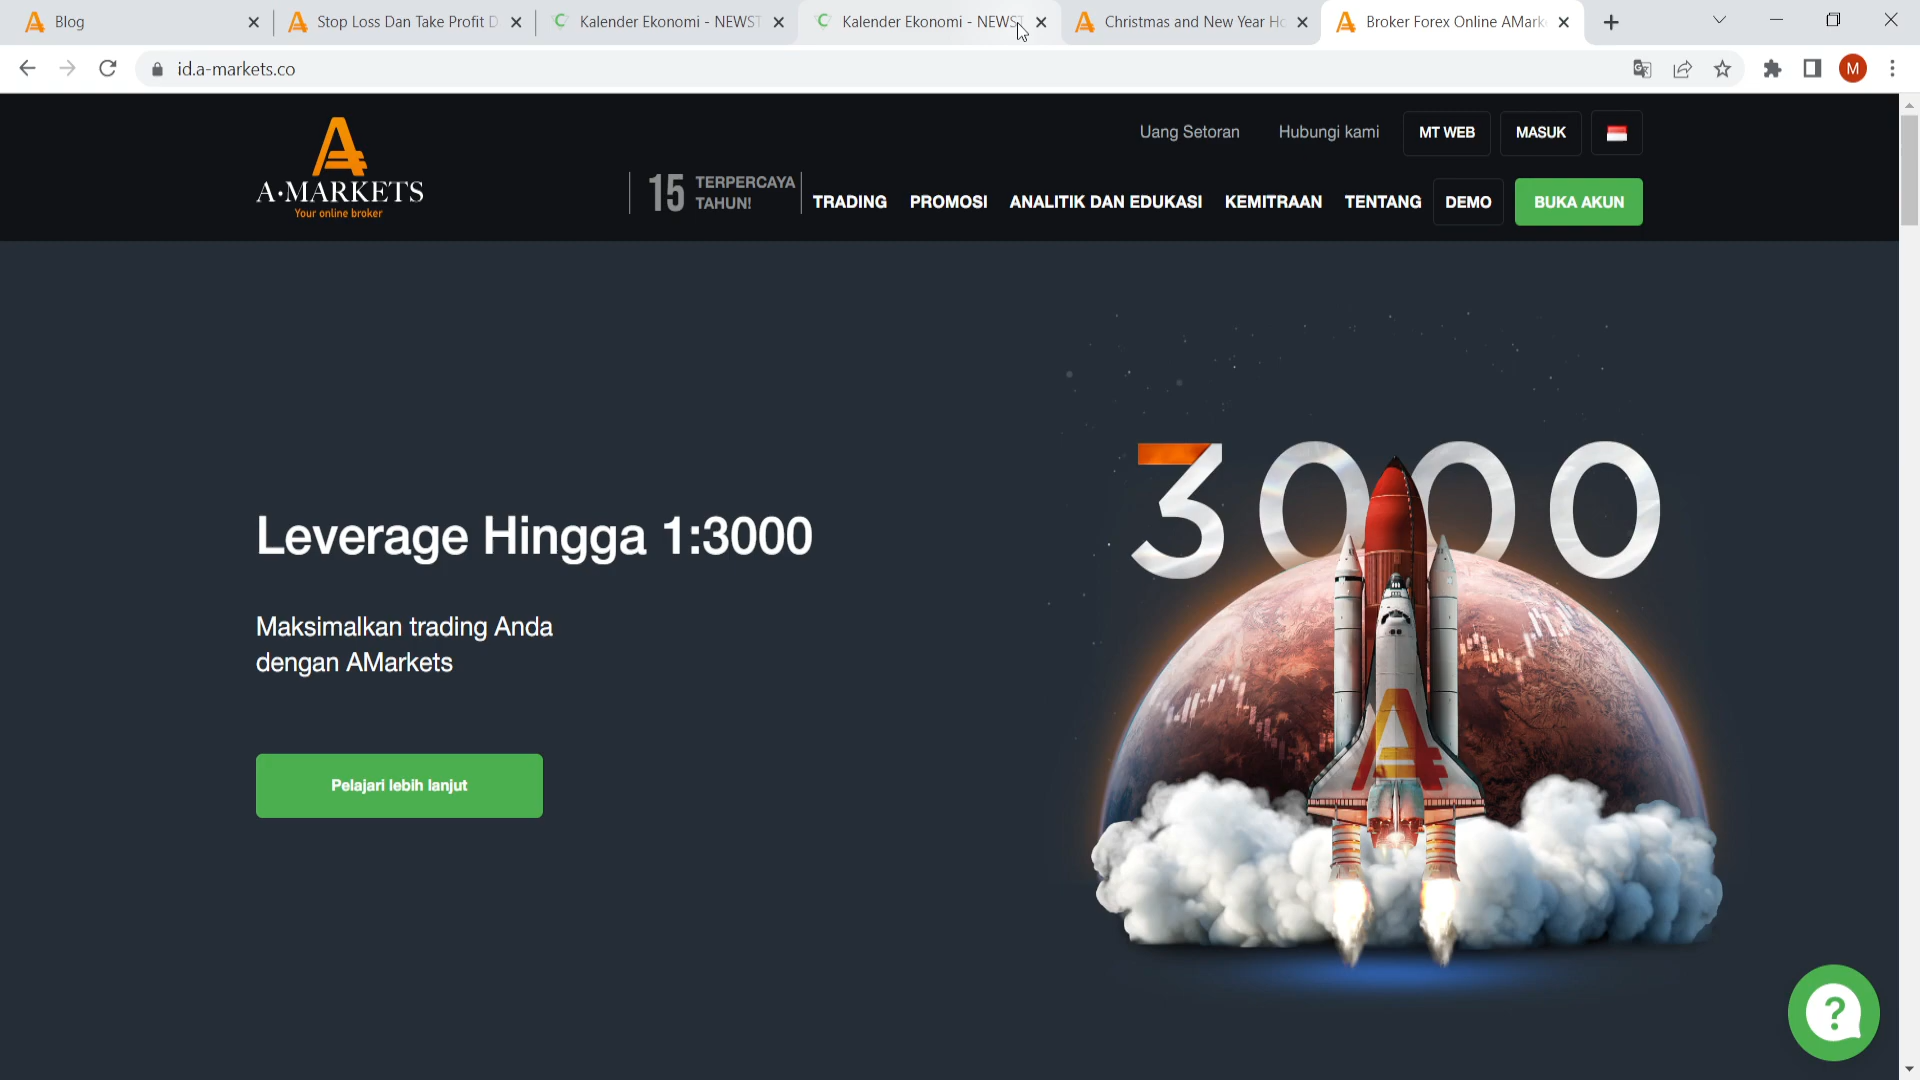 Blog
Stop Loss Dan Take Profit D
Kalender Ekonomi - NEWST
Kalender Ekonomi - NEWST
Christmas and New Year Ho
Broker Forex Online AMark
id.a-markets.co
M
A·MARKETS
Your online broker
Uang Setoran
Hubungi kami
MT WEB
MASUK
15 TERPERCAYA
TAHUN!
TRADING
PROMOSI
ANALITIK DAN EDUKASI
KEMITRAAN
TENTANG
DEMO
BUKA AKUN
3000
Leverage Hingga 1:3000
Maksimalkan trading Anda
dengan AMarkets
Pelajari lebih lanjut
?